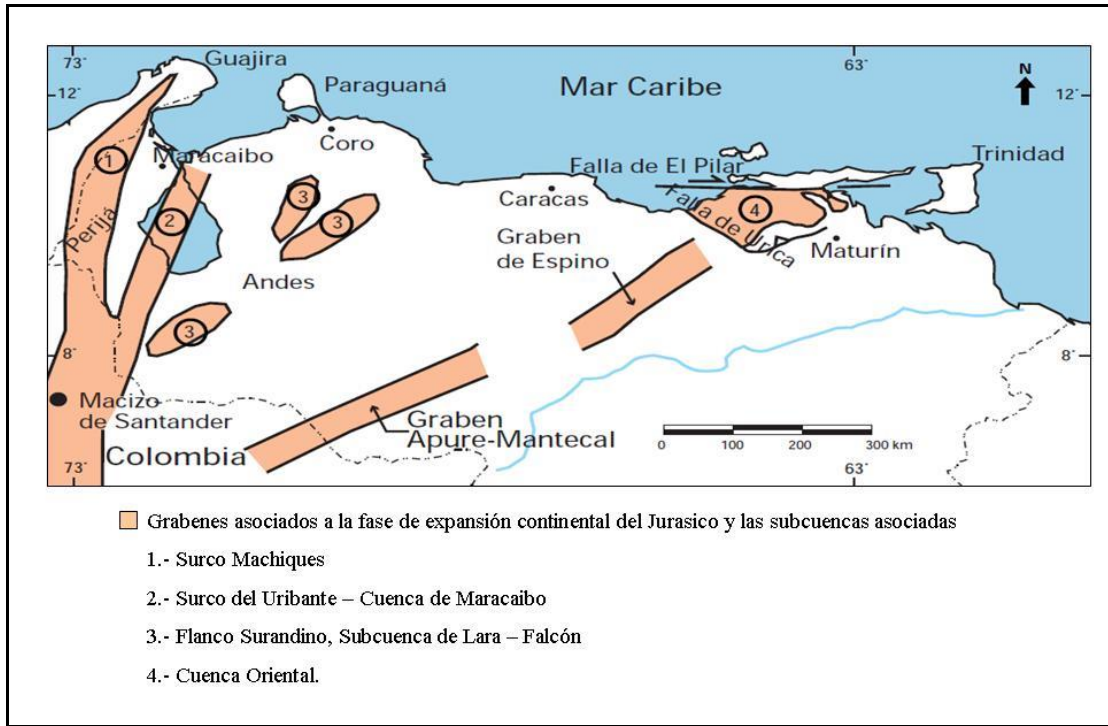 73°
63°
Guajira
N
12°
Paraguaná
Mar Caribe
12°
Coro
Trinidad
1
Maracaibo
Falla de El Pilar
3
Caracas
4
2
3
Perijá
Falla de Urica
Graben
de Espino
Maturín
Andes
3
8°
8°
Macizo
de Santander
Graben
Apure-Mantecal
Colombia
0 100 200 300 km
73°
63°
Grabenes asociados a la fase de expansión continental del Jurasico y las subcuencas asociadas
1.- Surco Machiques
2.- Surco del Uribante – Cuenca de Maracaibo
3.- Flanco Surandino, Subcuenca de Lara – Falcón
4.- Cuenca Oriental.